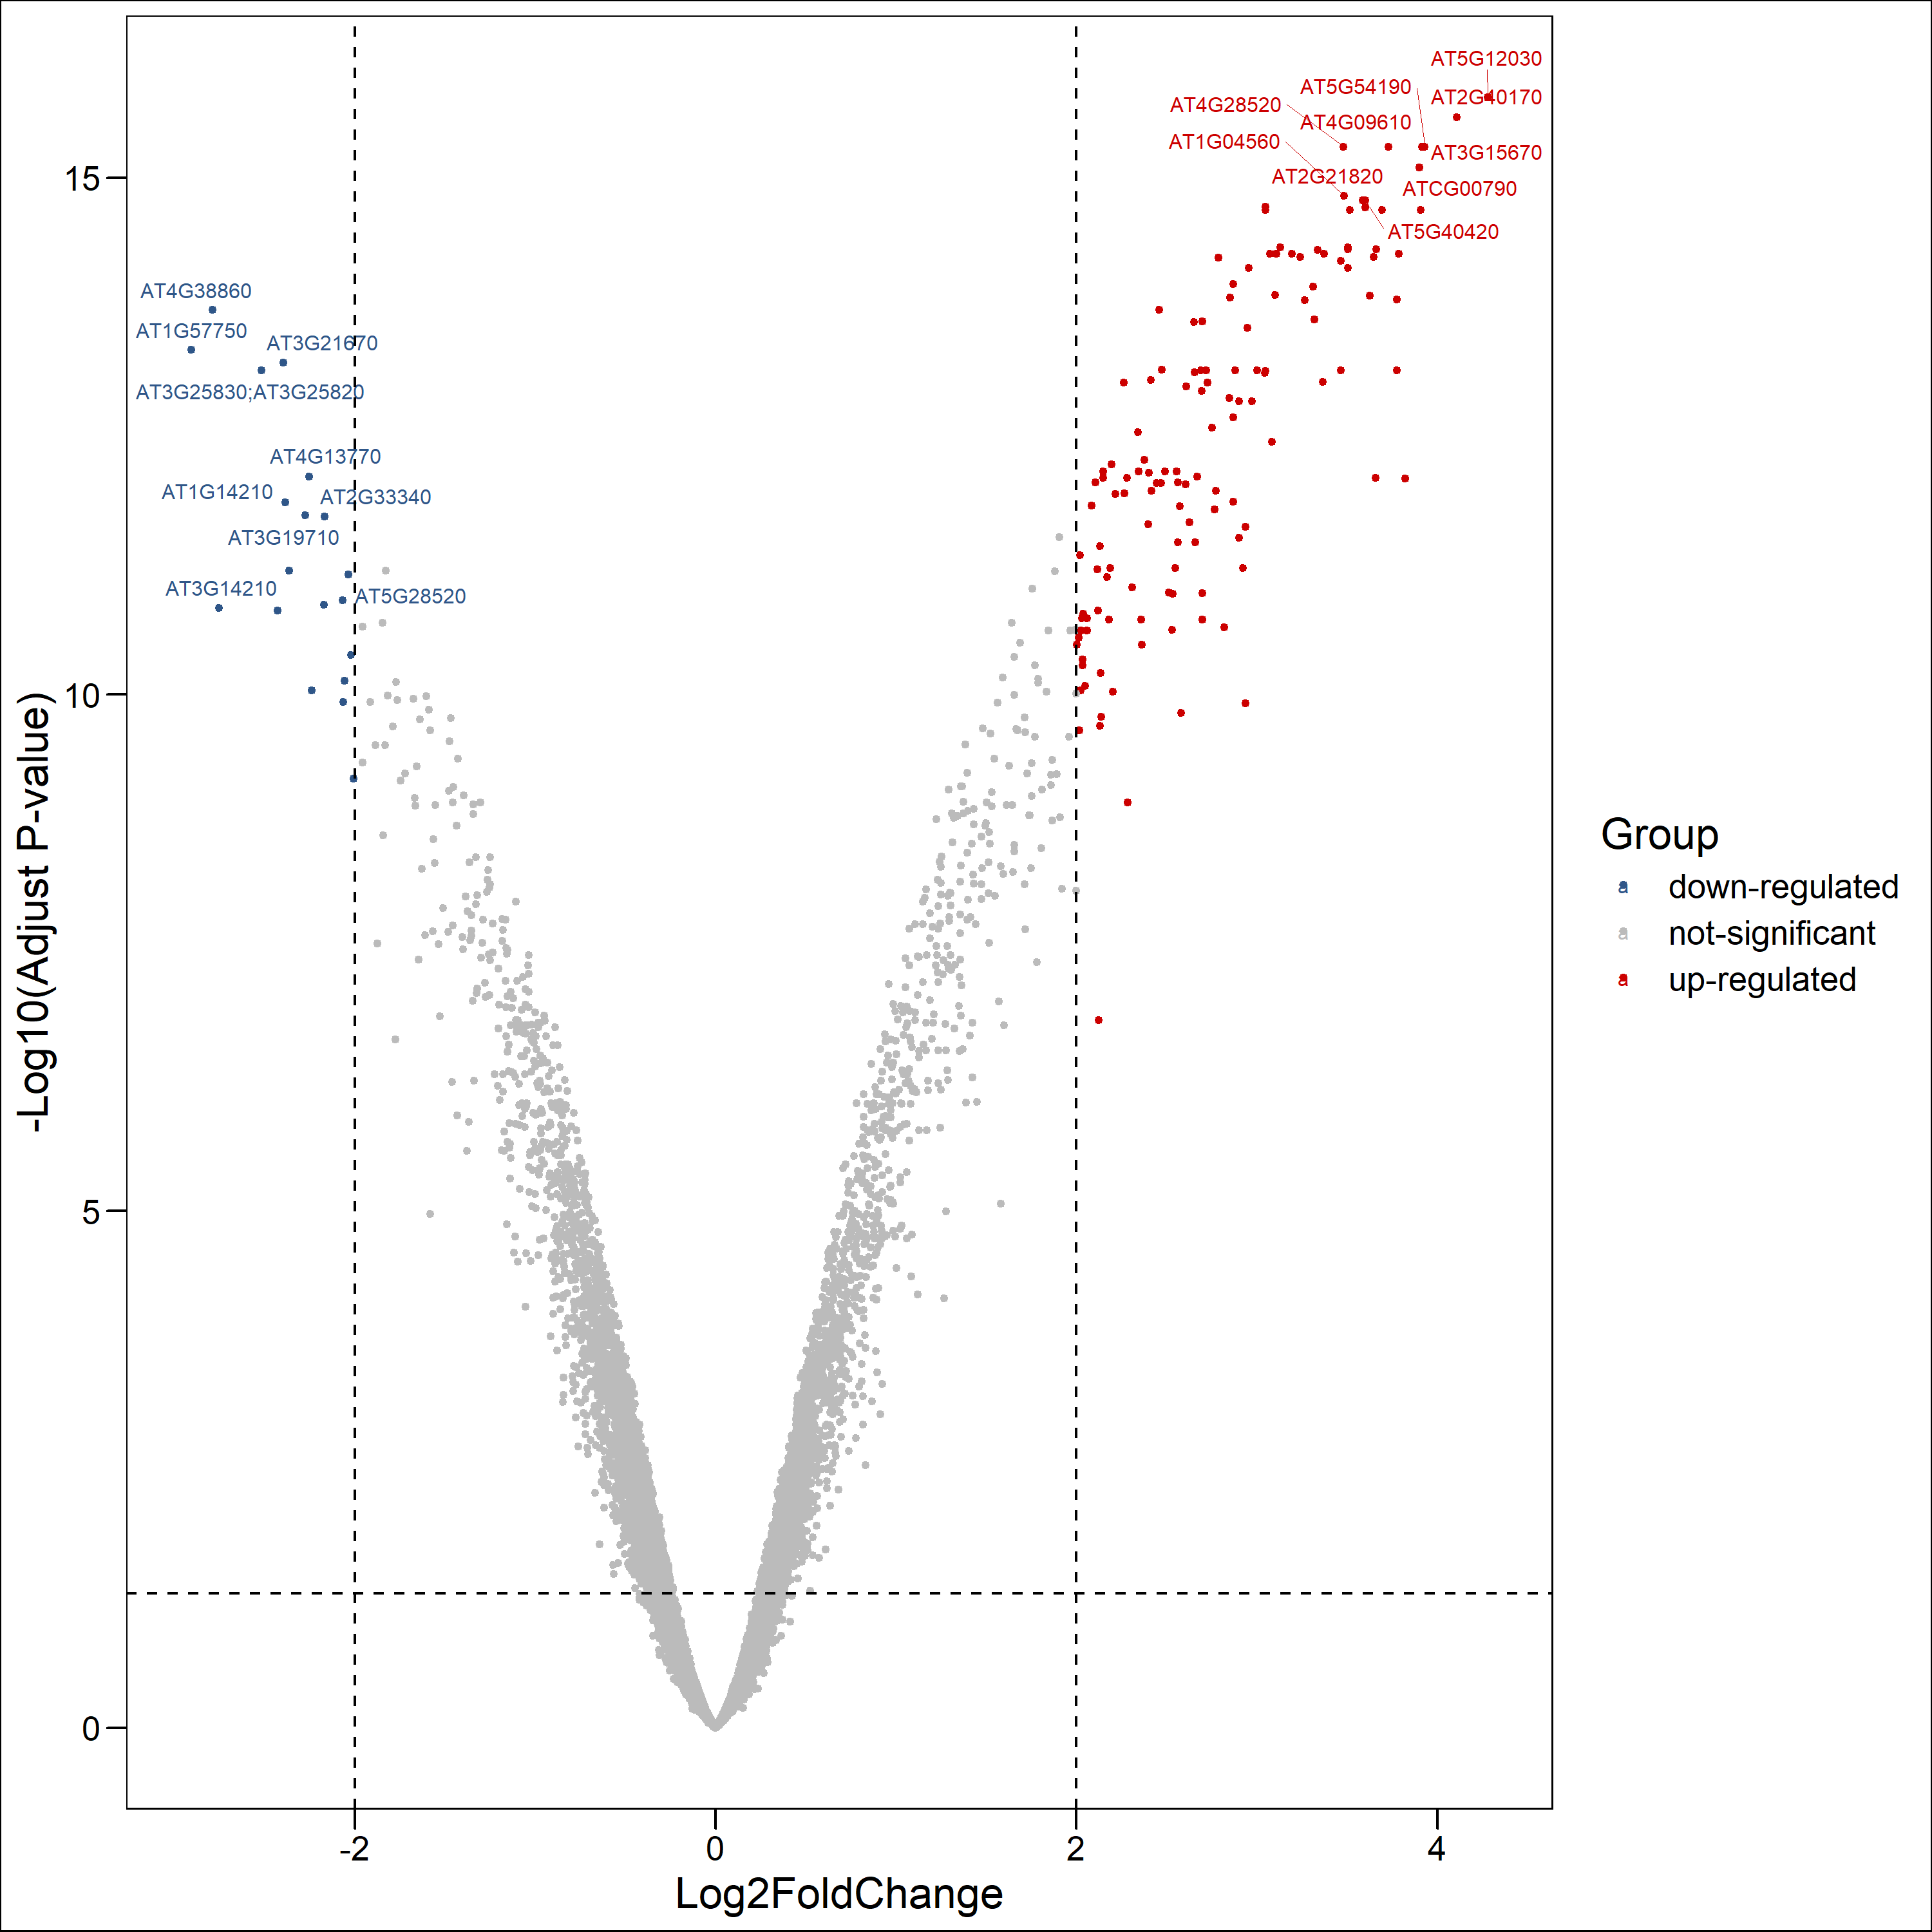 AT5G12030
AT5G54190
AT2G40170
AT4G28520
AT4G09610
AT1G04560
AT3G15670
AT2G21820
ATCG00790
AT5G40420
AT4G38860
AT1G57750
AT3G21670
AT3G25830;AT3G25820
AT4G13770
AT1G14210
AT2G33340
AT3G19710
AT3G14210
AT5G28520
15
10
5
0
-Log10(Adjust P-value)
-2
0
2
4
Log2FoldChange
Group
a down-regulated
a not-significant
a up-regulated